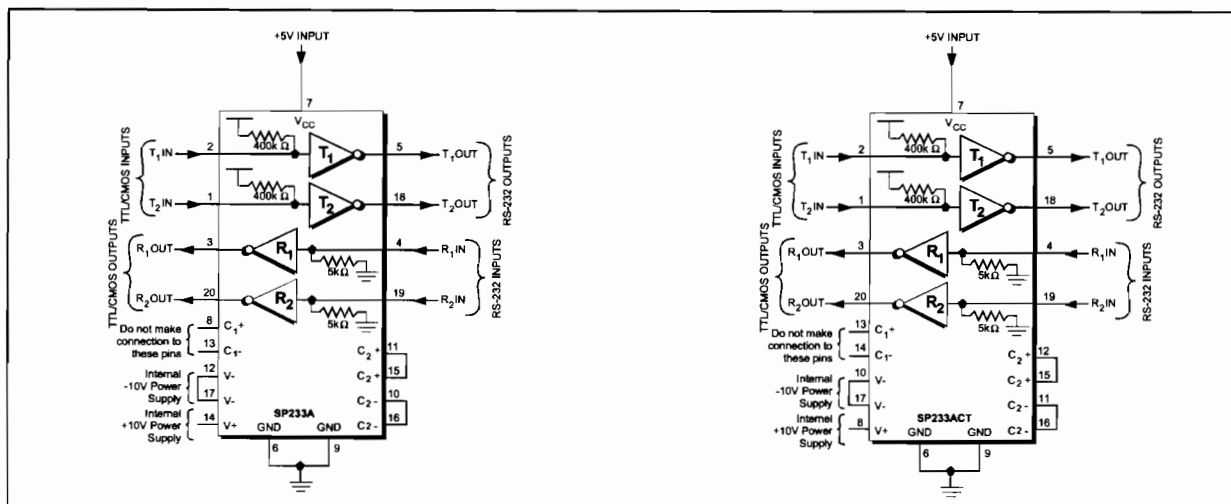 +5V INPUT
7
VCC
400k Ω
T1IN
2
T1
5
T1OUT
400k Ω
T2IN
1
T2
18
T2OUT
TTL/CMOS INPUTS
RS-232 OUTPUTS
R1OUT
3
R1
4
R1IN
5kΩ
R2OUT
20
R2
19
R2IN
5kΩ
TTL/CMOS OUTPUTS
RS-232 INPUTS
Do not make
connection to
these pins
8
C1+
13
C1-
11
C2+
C2+
15
Internal
-10V Power
Supply
12
V-
17
V-
10
C2-
C2-
16
Internal
+10V Power
Supply
14
V+
SP233A
GND
GND
6
9
+5V INPUT
7
VCC
400k Ω
T1IN
2
T1
5
T1OUT
400k Ω
T2IN
1
T2
18
T2OUT
TTL/CMOS INPUTS
RS-232 OUTPUTS
R1OUT
3
R1
4
R1IN
5kΩ
R2OUT
20
R2
19
R2IN
5kΩ
TTL/CMOS OUTPUTS
RS-232 INPUTS
Do not make
connection to
these pins
13
C1+
14
C1-
12
C2+
C2+
15
Internal
-10V Power
Supply
10
V-
17
V-
11
C2-
C2-
16
Internal
+10V Power
Supply
8
V+
SP233ACT
GND
GND
6
9